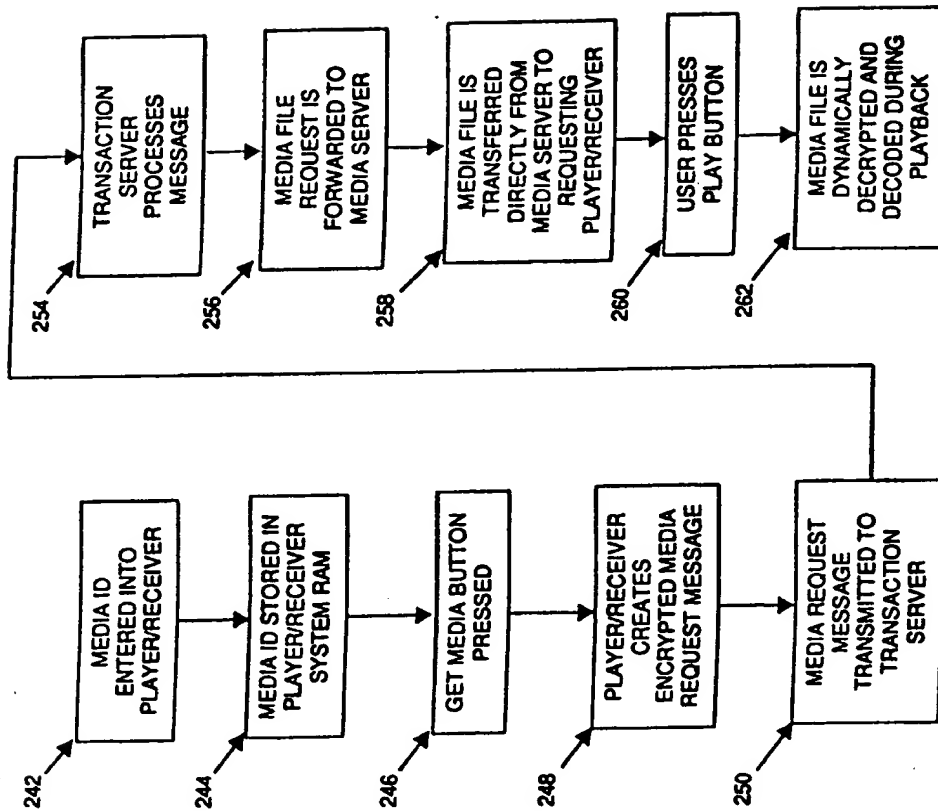 242
MEDIA ID
ENTERED INTO
PLAYER/RECEIVER
244
MEDIA ID STORED IN
PLAYER/RECEIVER
SYSTEM RAM
246
GET MEDIA BUTTON
PRESSED
248
PLAYER/RECEIVER
CREATES
ENCRYPTED MEDIA
REQUEST MESSAGE
250
MEDIA REQUEST
MESSAGE
TRANSMITTED TO
TRANSACTION
SERVER
254
TRANSACTION
SERVER
PROCESSES
MESSAGE
256
MEDIA FILE
REQUEST IS
FORWARDED TO
MEDIA SERVER
258
MEDIA FILE IS
TRANSFERRED
DIRECTLY FROM
MEDIA SERVER TO
REQUESTING
PLAYER/RECEIVER
260
USER PRESSES
PLAY BUTTON
262
MEDIA FILE IS
DYNAMICALLY
DECRYPTED AND
DECODED DURING
PLAYBACK